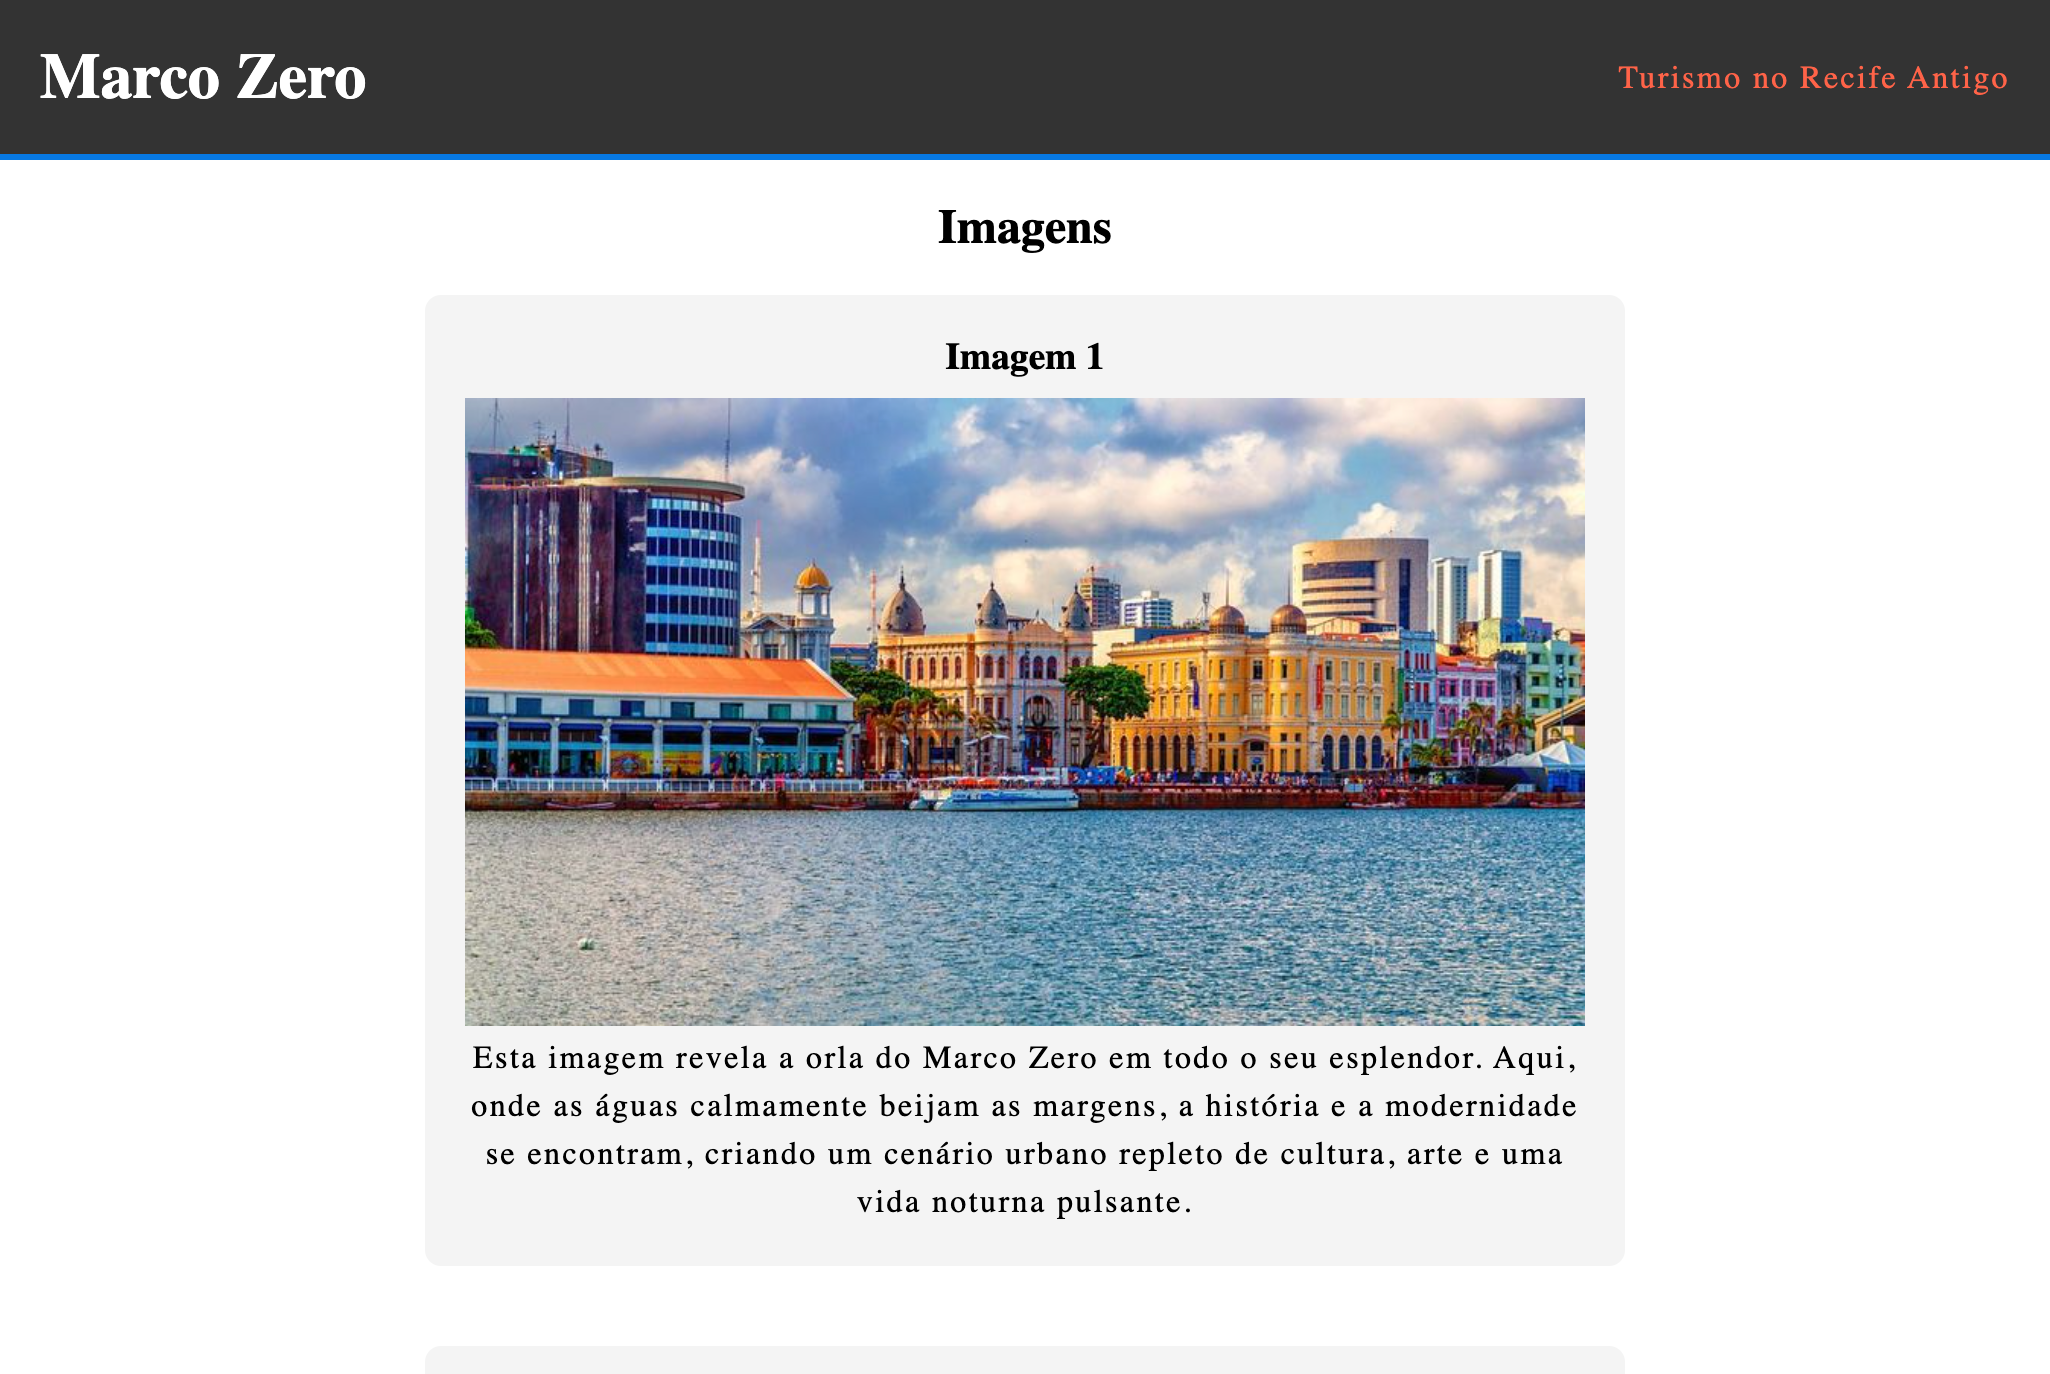 Marco Zero
Turismo no Recife Antigo
Imagens
Imagem 1
Esta imagem revela a orla do Marco Zero em todo o seu esplendor. Aqui,
onde as águas calmamente beijam as margens, a história e a modernidade
se encontram, criando um cenário urbano repleto de cultura, arte e uma
vida noturna pulsante.